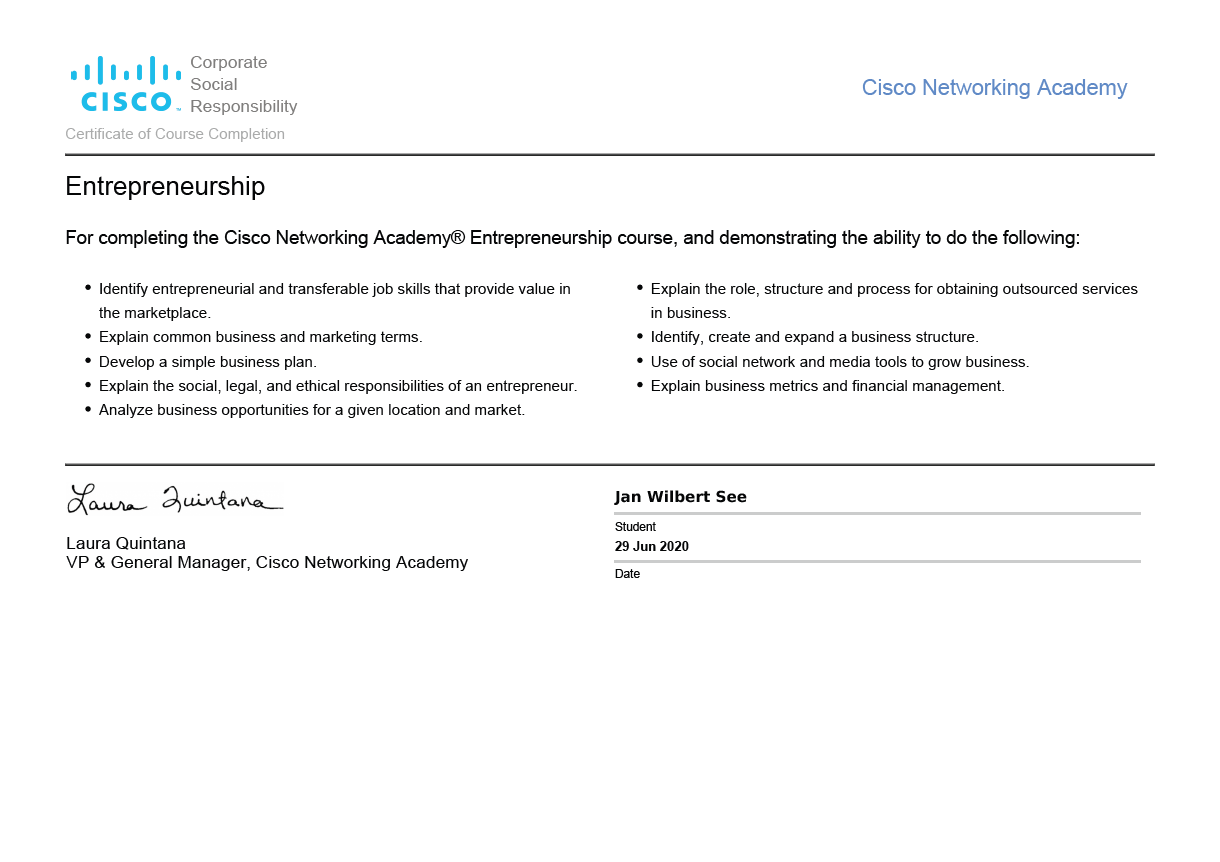 Corporate
Social
Responsibility
CISCO™
Cisco Networking Academy
Certificate of Course Completion
Entrepreneurship
For completing the Cisco Networking Academy® Entrepreneurship course, and demonstrating the ability to do the following:
• Identify entrepreneurial and transferable job skills that provide value in
the marketplace.
• Explain common business and marketing terms.
• Develop a simple business plan.
• Explain the social, legal, and ethical responsibilities of an entrepreneur.
• Analyze business opportunities for a given location and market.
• Explain the role, structure and process for obtaining outsourced services
in business.
• Identify, create and expand a business structure.
• Use of social network and media tools to grow business.
• Explain business metrics and financial management.
Laura Quintana
Laura Quintana
VP & General Manager, Cisco Networking Academy
Jan Wilbert See
Student
29 Jun 2020
Date